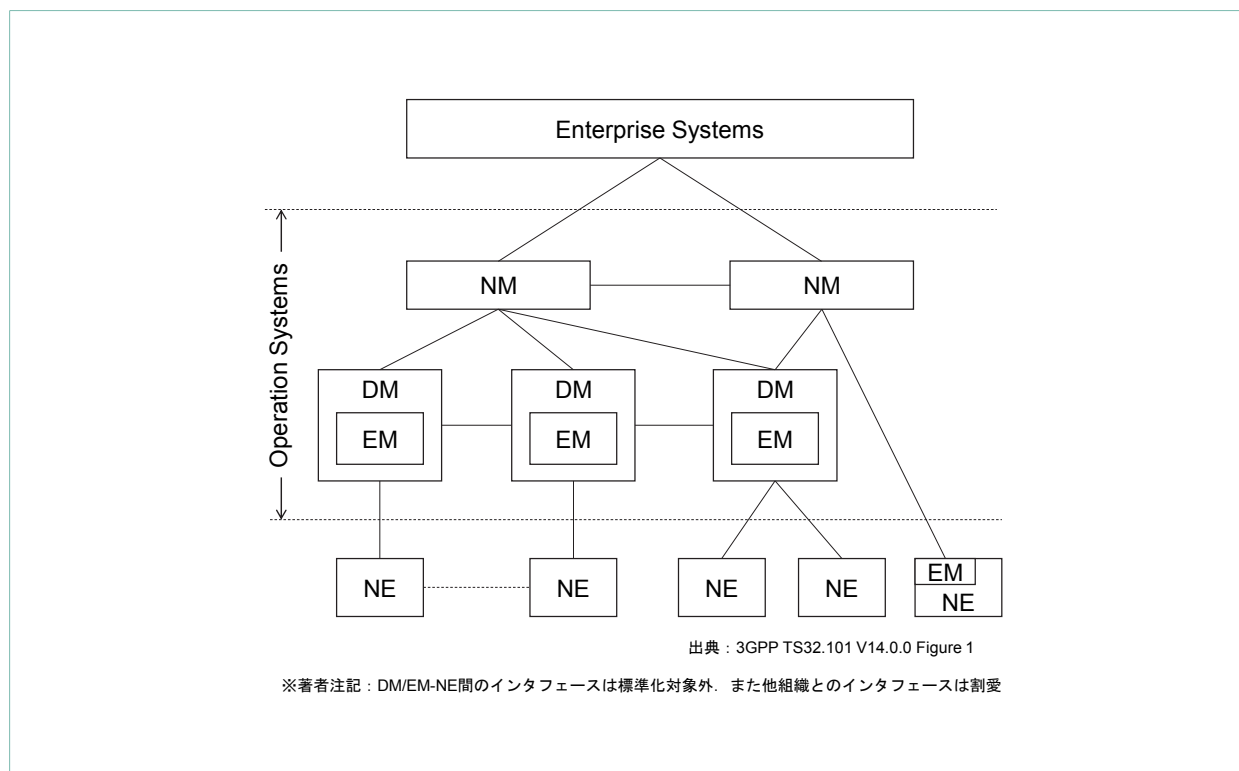 Enterprise Systems
Operation Systems
NM NM
DM DM DM
EM EM EM
NE NE NE NE EM
NE
出典：3GPP TS32.101 V14.0.0 Figure 1
※著者注記：DM/EM-NE間のインタフェースは標準化対象外．また他組織とのインタフェースは割愛